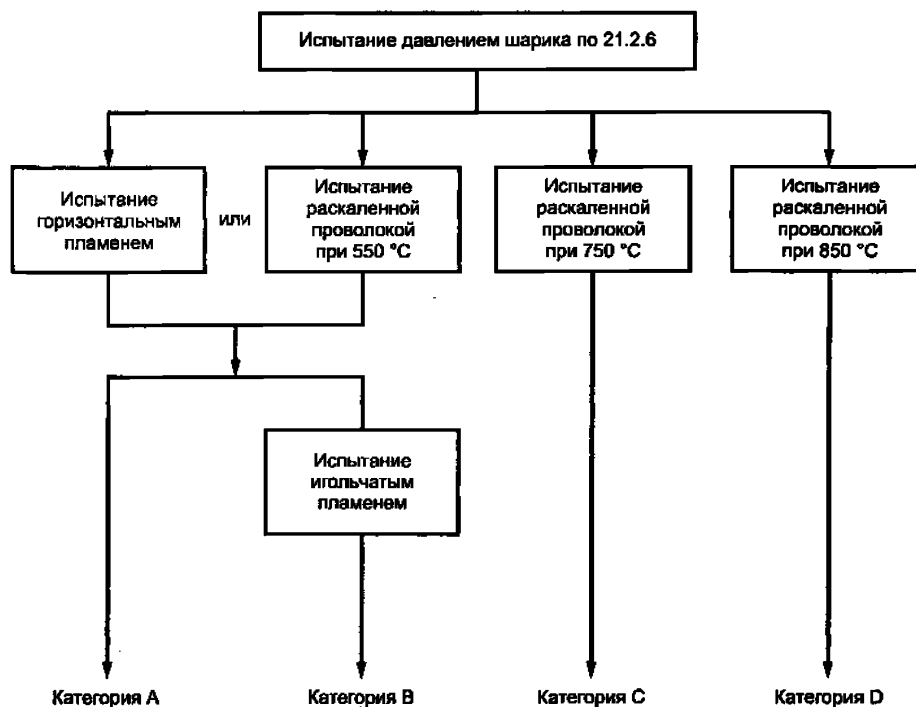 Испытание давлением шарика по 21.2.6
Испытание
горизонтальным
пламенем
или
Испытание
раскаленной
проволокой
при 550 °С
Испытание
раскаленной
проволокой
при 750 °С
Испытание
раскаленной
проволокой
при 850 °С
Испытание
игольчатым
пламенем
Категория А
Категория В
Категория С
Категория D